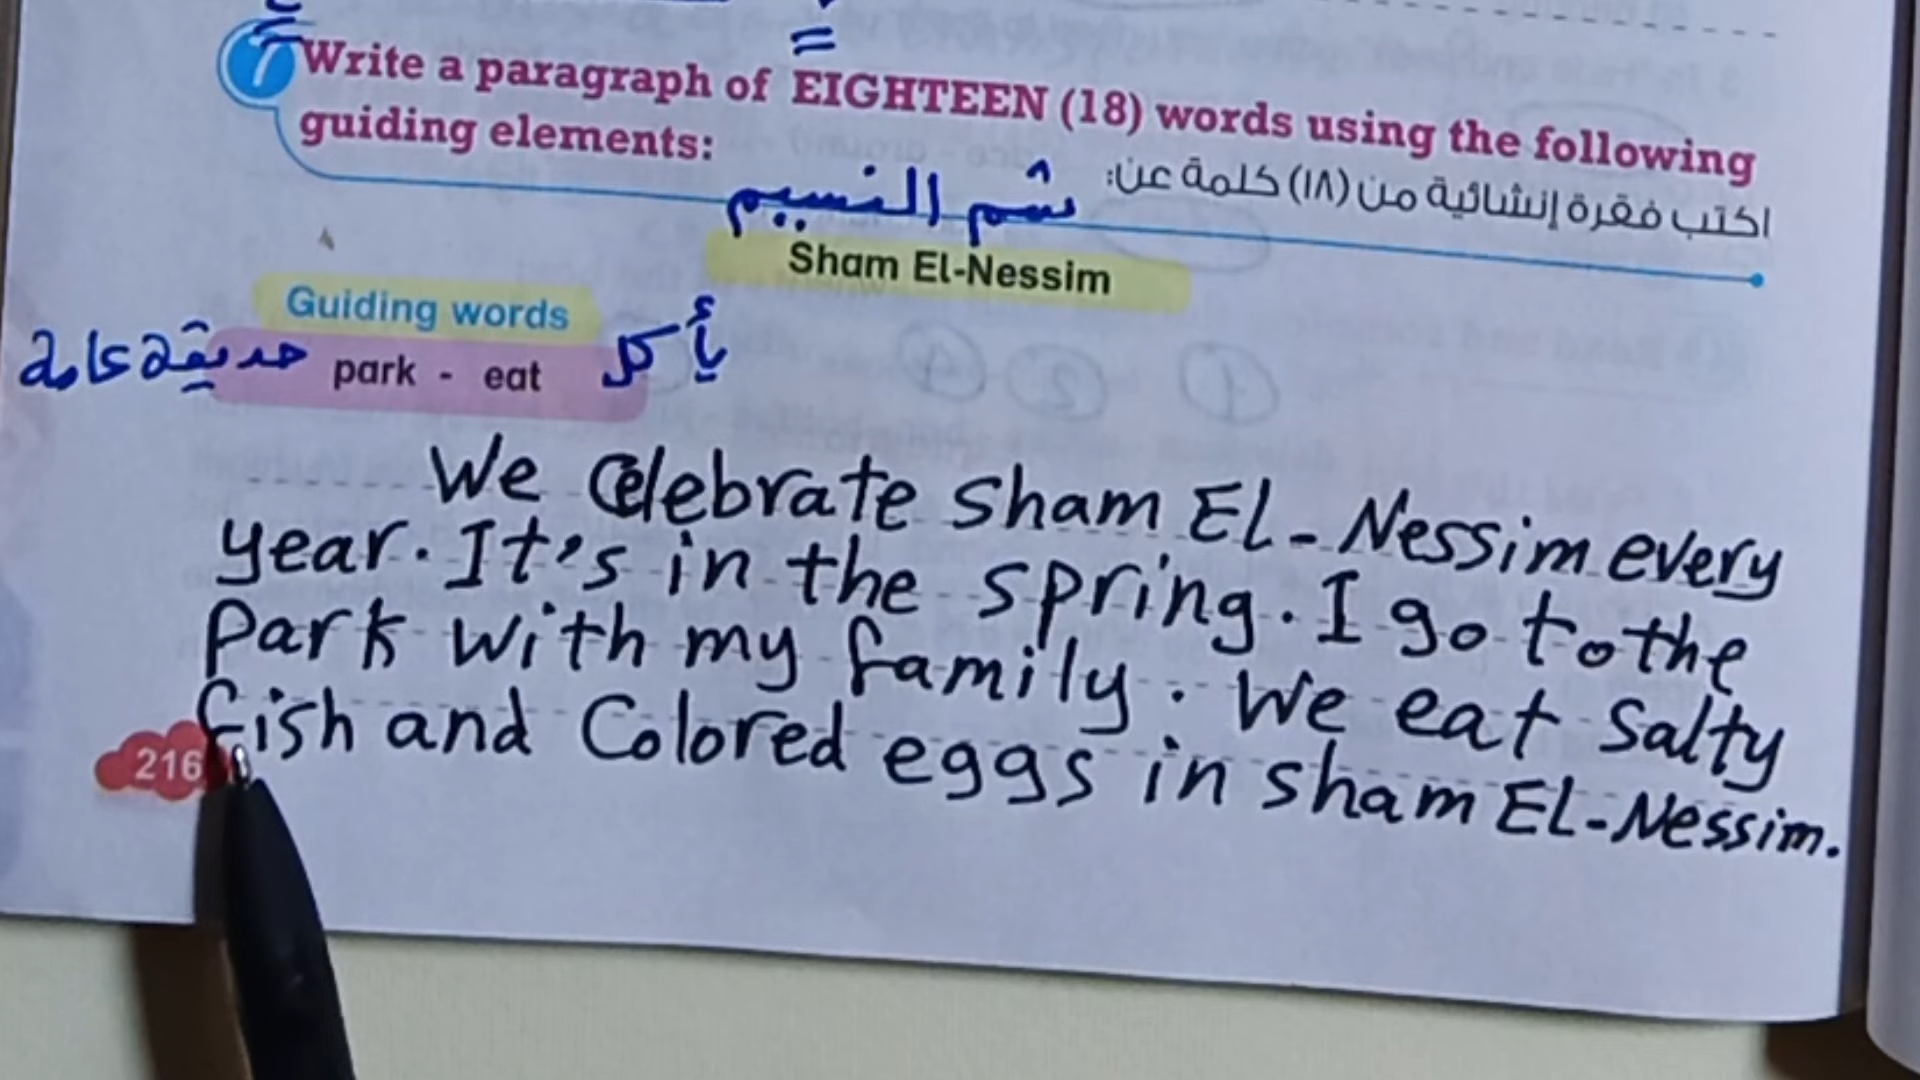 7 Write a paragraph of EIGHTEEN (18) words using the following
guiding elements:
اكتب فقرة إنشائية من (١٨) كلمة عن:
شم النسيم
Sham El-Nessim
Guiding words
حديقة عامة park - eat يأكل
We Celebrate Sham El-Nessim every
year. It's in the spring. I go to the
Park with my family. We eat Salty
fish and Colored eggs in sham El-Nessim.
216